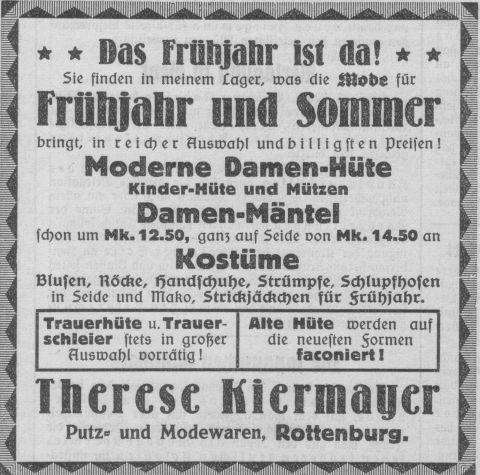 ★ ★ Das Frühjahr ist da! ★ ★
Sie finden in meinem Lager, was die Mode für
Frühjahr und Sommer
bringt, in reicher Auswahl und billigsten Preisen!
Moderne Damen-Hüte
Kinder-Hüte und Mützen
Damen-Mäntel
schon um Mk. 12.50, ganz auf Seide von Mk. 14.50 an
Kostüme
Blusen, Röcke, Handschuhe, Strümpfe, Schlupfhosen
in Seide und Mako, Strickjäckchen für Frühjahr.
Trauerhüte u. Trauer-
schleier stets in großer
Auswahl vorrätig!
Alte Hüte werden auf
die neuesten Formen
faconiert!
Therese Kiermayer
Putz- und Modewaren, Rottenburg.